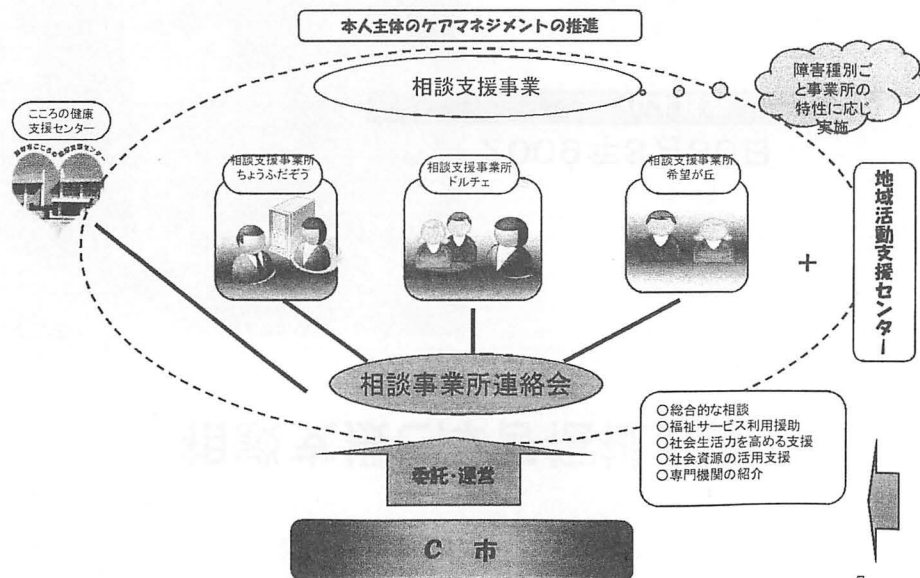 本人主体のケアマネジメントの推進
相談支援事業
障害種別ご
と事業所の
特性に応じ
実施
こころの健康
支援センター
相談支援事業所
ちょうふだぞう
相談支援事業所
ドルチェ
相談支援事業所
希望が丘
+
地域活動支援センター
相談事業所連絡会
○総合的な相談
○福祉サービス利用援助
○社会生活力を高める支援
○社会資源の活用支援
○専門機関の紹介
委託・運営
C 市